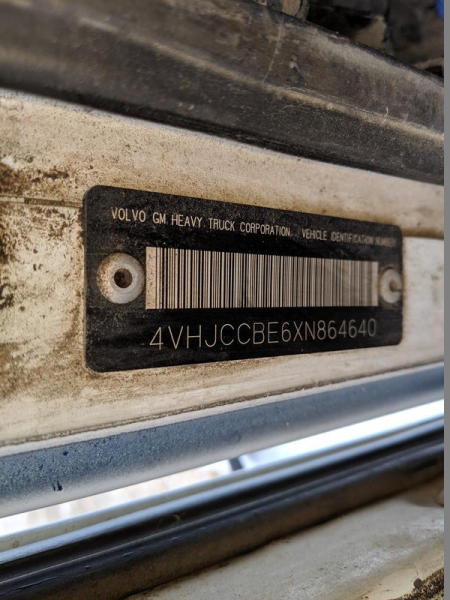 VOLVO GM HEAVY TRUCK CORPORATION VEHICLE IDENTIFICATION NUMBER
4VHJCCBE6XN864640